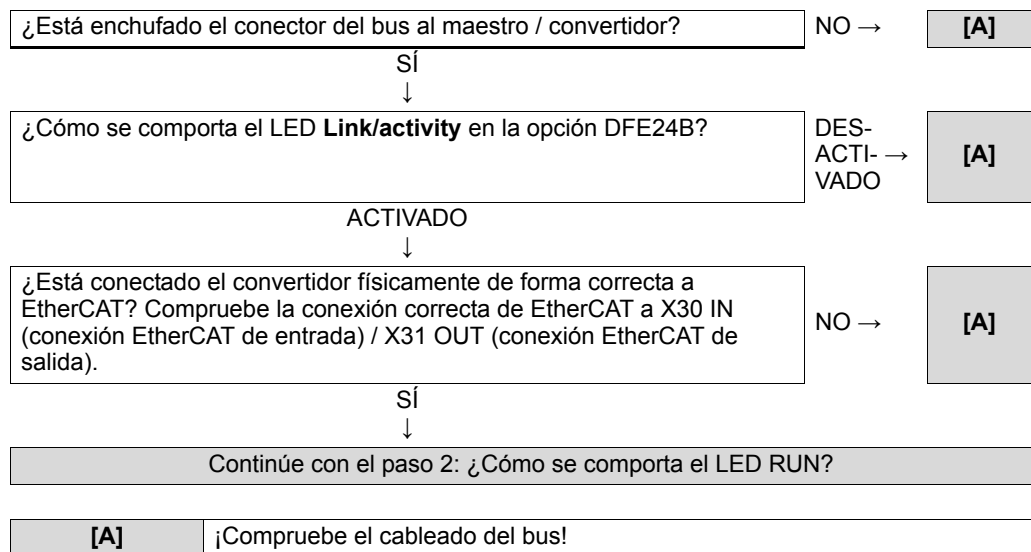 ¿Está enchufado el conector del bus al maestro / convertidor? NO → [A]
SÍ
↓
¿Cómo se comporta el LED Link/activity en la opción DFE24B? DES-
ACTI- → [A]
VADO
ACTIVADO
↓
¿Está conectado el convertidor físicamente de forma correcta a
EtherCAT? Compruebe la conexión correcta de EtherCAT a X30 IN
(conexión EtherCAT de entrada) / X31 OUT (conexión EtherCAT de
salida). NO → [A]
SÍ
↓
Continúe con el paso 2: ¿Cómo se comporta el LED RUN?
[A] ¡Compruebe el cableado del bus!